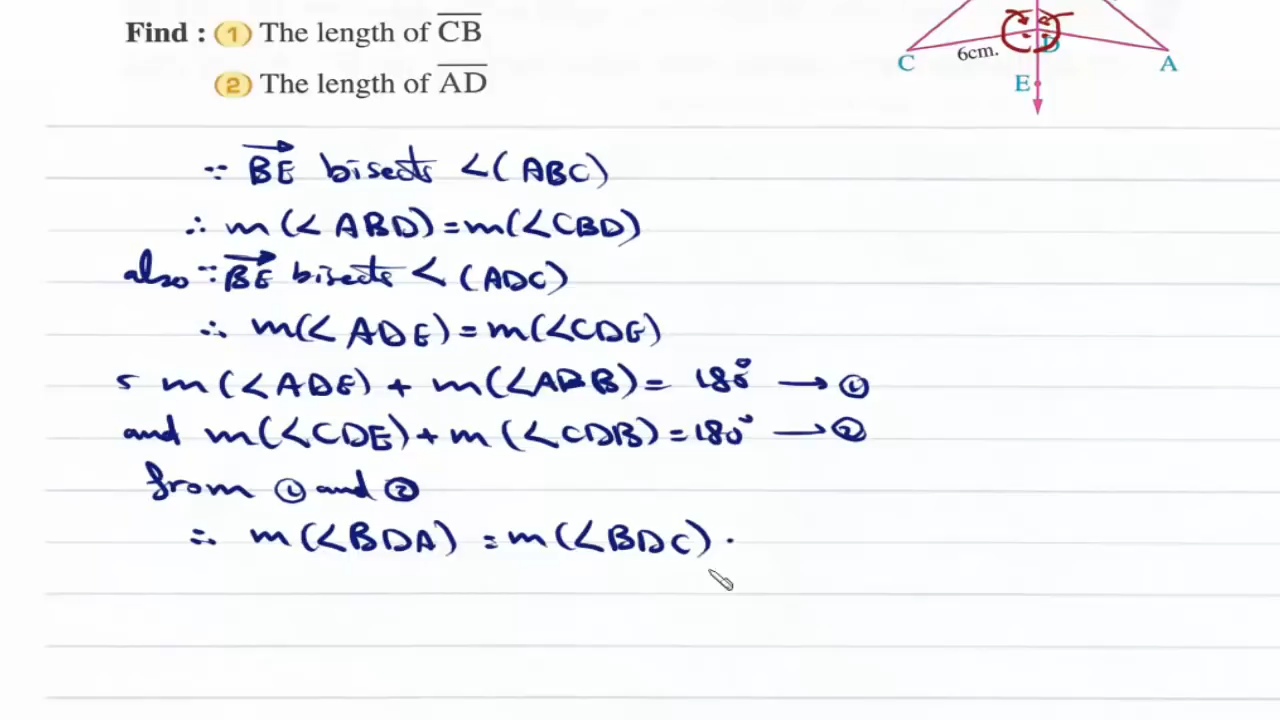 Find : 1 The length of CB
2 The length of AD
C 6cm. D A
E
∵ BE bisects <(ABC)
∴ m(<ABD)=m(<CBD)
also ∵ BE bisects <(ADC)
∴ m(<ADE)=m(<CDE)
, m(<ADE) + m(<ADB)= 180° → ①
and m(<CDE)+m(<CDB)=180° → ②
from ① and ②
∴ m(<BDA) = m(<BDC) .